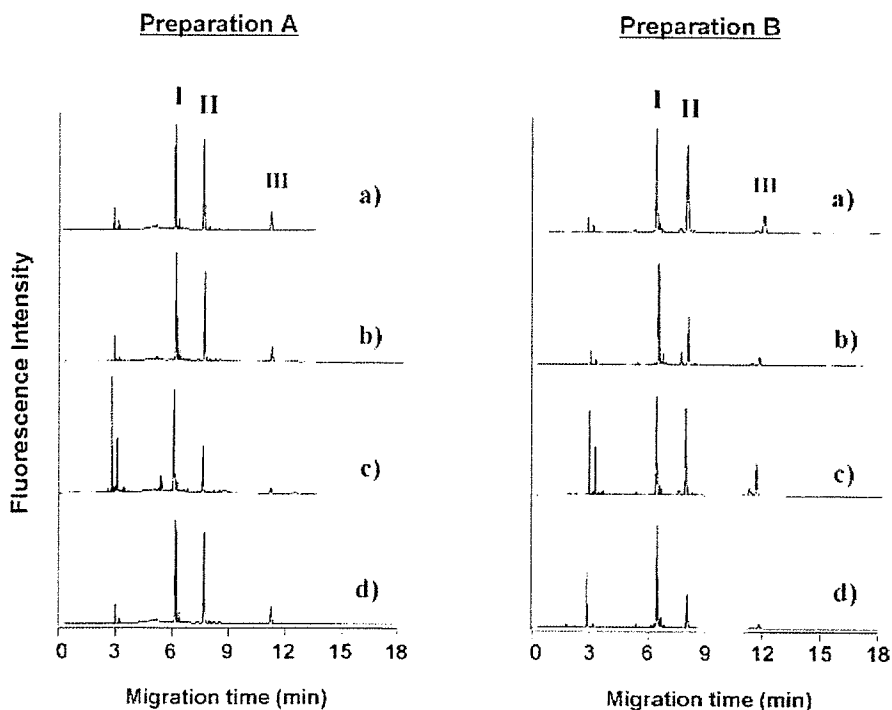 Preparation A
Preparation B
I
II
III
a)
b)
c)
d)
I
II
III
a)
b)
c)
d)
Fluorescence Intensity
0 3 6 9 12 15 18
0 3 6 9 12 15 18
Migration time (min)
Migration time (min)